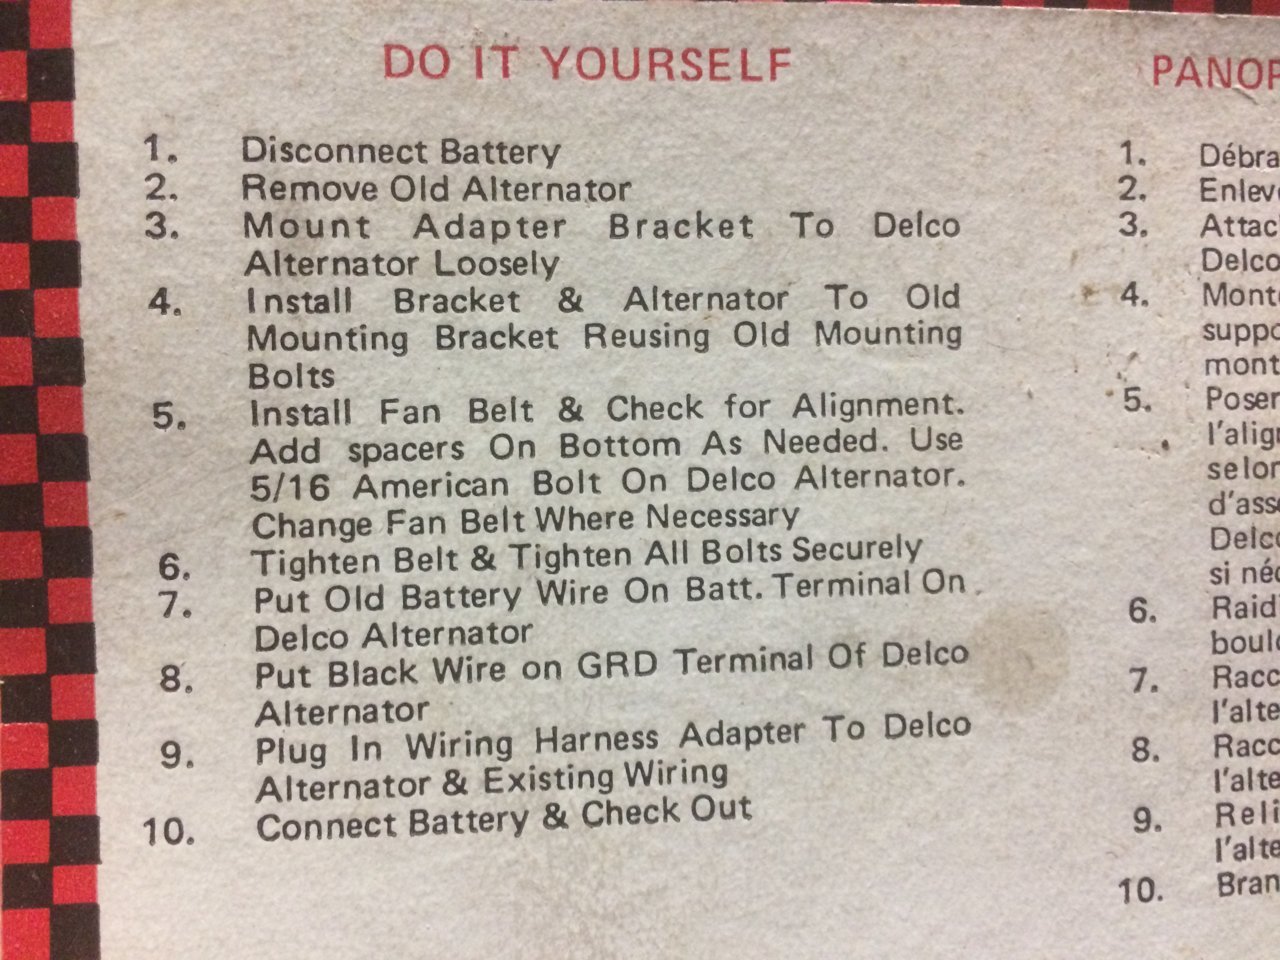 DO IT YOURSELF
1. Disconnect Battery
2. Remove Old Alternator
3. Mount Adapter Bracket To Delco
Alternator Loosely
4. Install Bracket & Alternator To Old
Mounting Bracket Reusing Old Mounting
Bolts
5. Install Fan Belt & Check for Alignment.
Add spacers On Bottom As Needed. Use
5/16 American Bolt On Delco Alternator.
Change Fan Belt Where Necessary
6. Tighten Belt & Tighten All Bolts Securely
7. Put Old Battery Wire On Batt. Terminal On
Delco Alternator
8. Put Black Wire on GRD Terminal Of Delco
Alternator
9. Plug In Wiring Harness Adapter To Delco
Alternator & Existing Wiring
10. Connect Battery & Check Out
1.
2.
3.
Delco
4.
5. Poser
selon
6.
7.
8.
9.
10.